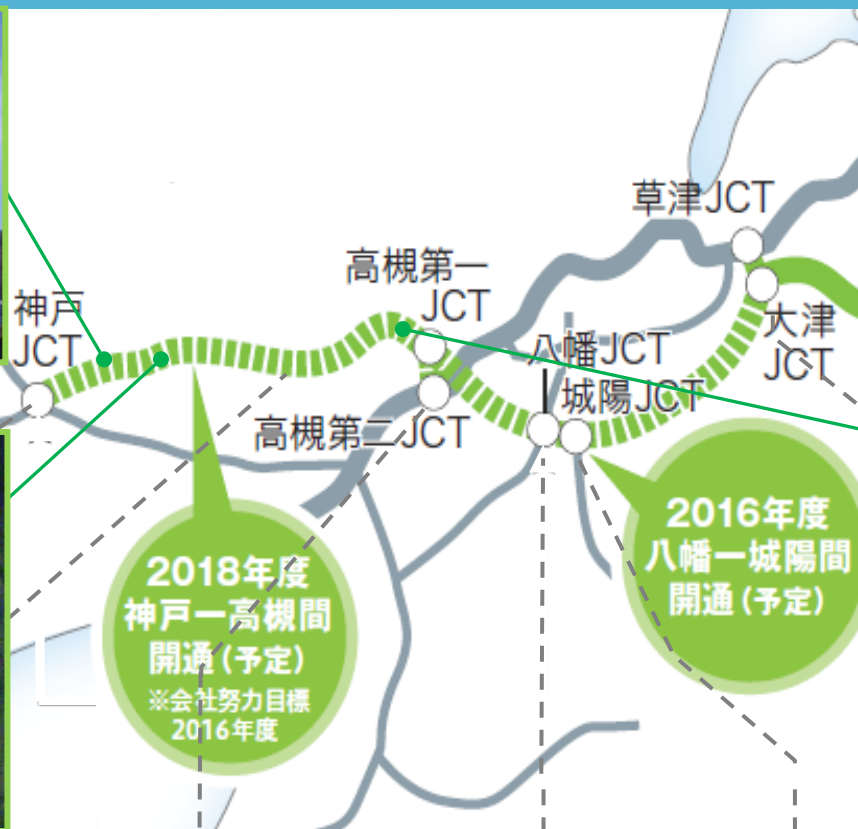 草津JCT
高槻第一
JCT
神戸
JCT
大津
JCT
八幡JCT
城陽JCT
高槻第二JCT
2016年度
八幡ー城陽間
開通（予定）
2018年度
神戸ー高槻間
開通（予定）
※会社努力目標
2016年度